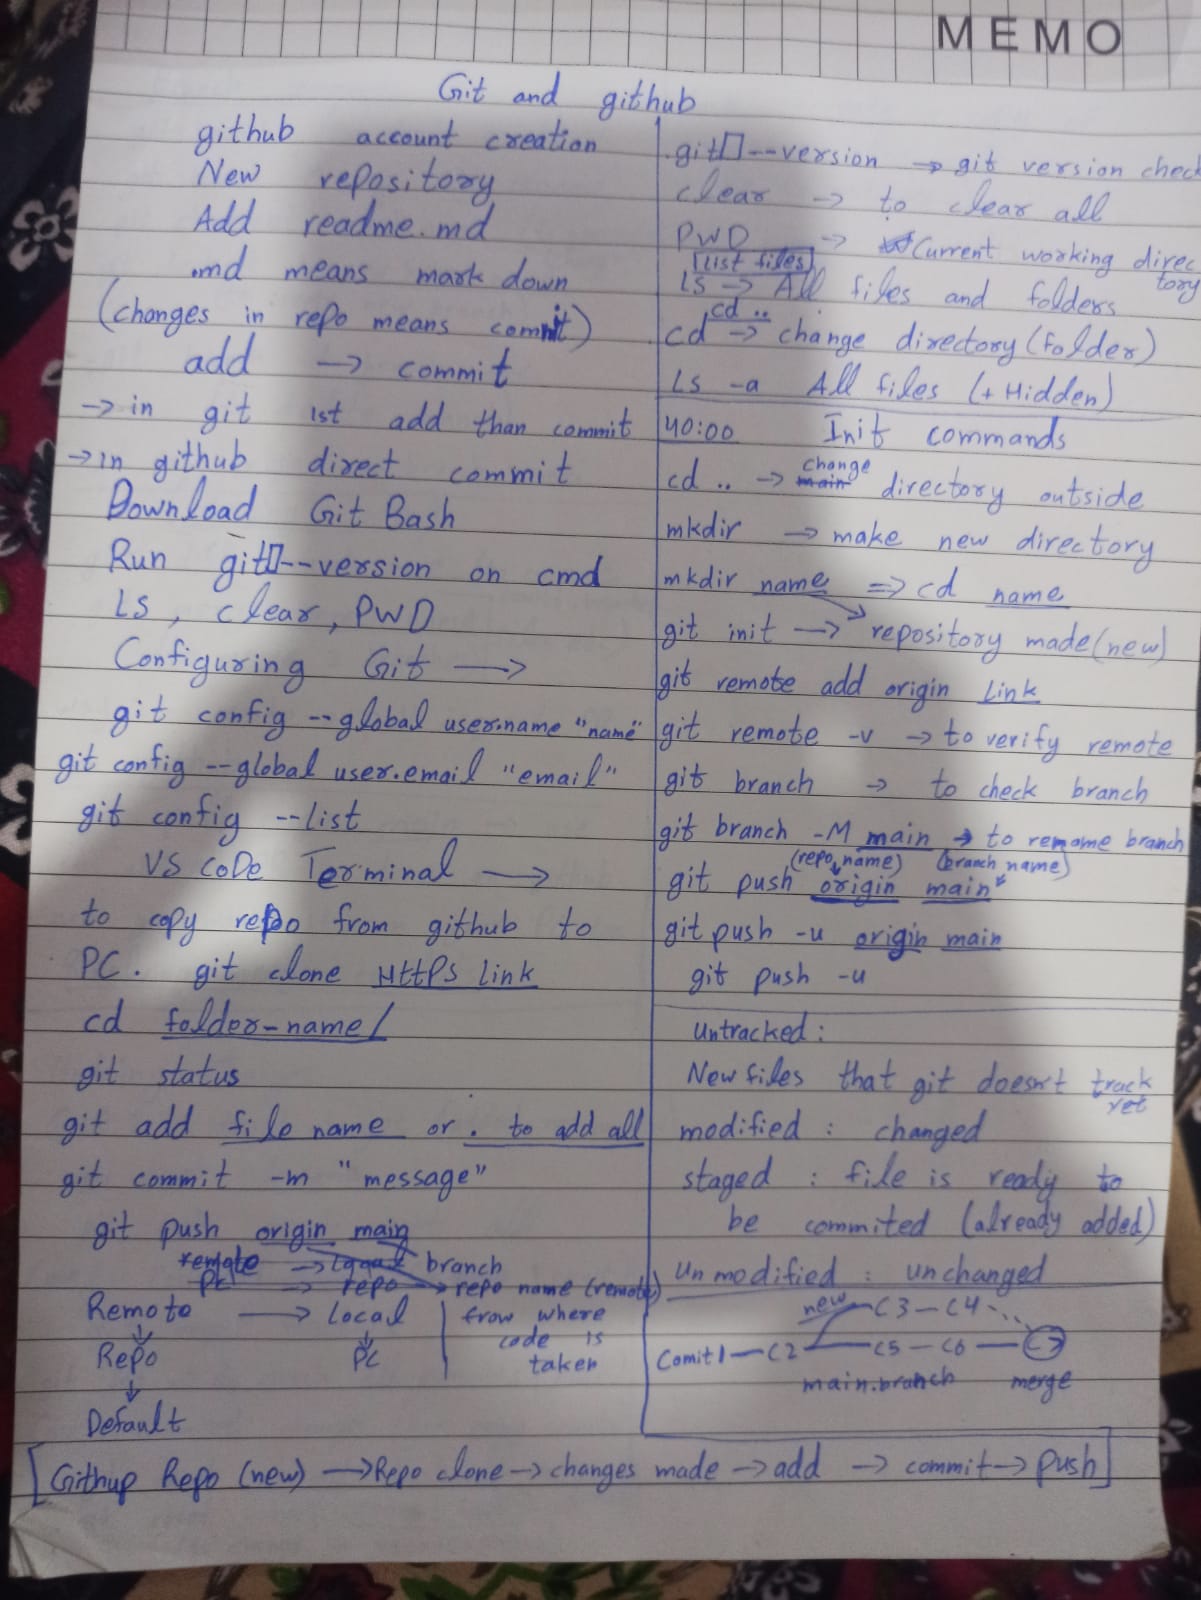 MEMO
Git and github
github account creation
New repository
Add readme.md
.md means mark down
(changes in repo means commit)
add → commit
→ in git 1st add than commit
→ in github direct commit
Download Git Bash
Run git▯--version on cmd
LS, clear, PWD
Configuring Git →
git config --global user.name "name"
git config --global user.email "email"
git config --list
VS CoDe Terminal →
to copy repo from github to
PC. git clone HttPS link
cd folder-name/
git status
git add file name or . to add all
git commit -m "message"
git push origin main
remote → branch
PC → repo → repo name (remote)
Remote → Local
Repo PC
Default
from where
code is
taken
git▯--version → git version check
clear → to clear all
PWD → Current working directory
[List files]
LS → All files and folders
cd ..
cd → change directory (folder)
LS -a All files (+ Hidden)
40:00 Init commands
cd .. → change main directory outside
mkdir → make new directory
mkdir name ⇒ cd name
git init → repository made (new)
git remote add origin Link
git remote -v → to verify remote
git branch → to check branch
git branch -M main → to rename branch
(repo name) (branch name)
git push origin main
git push -u origin main
git push -u
Untracked:
New files that git doesn't track
yet
modified : changed
staged : file is ready to
be commited (already added)
Un modified : unchanged
new C3-C4
Comit1-C2 C5-C6
main.branch merge
[Githup Repo (new) → Repo clone → changes made → add → commit → push]